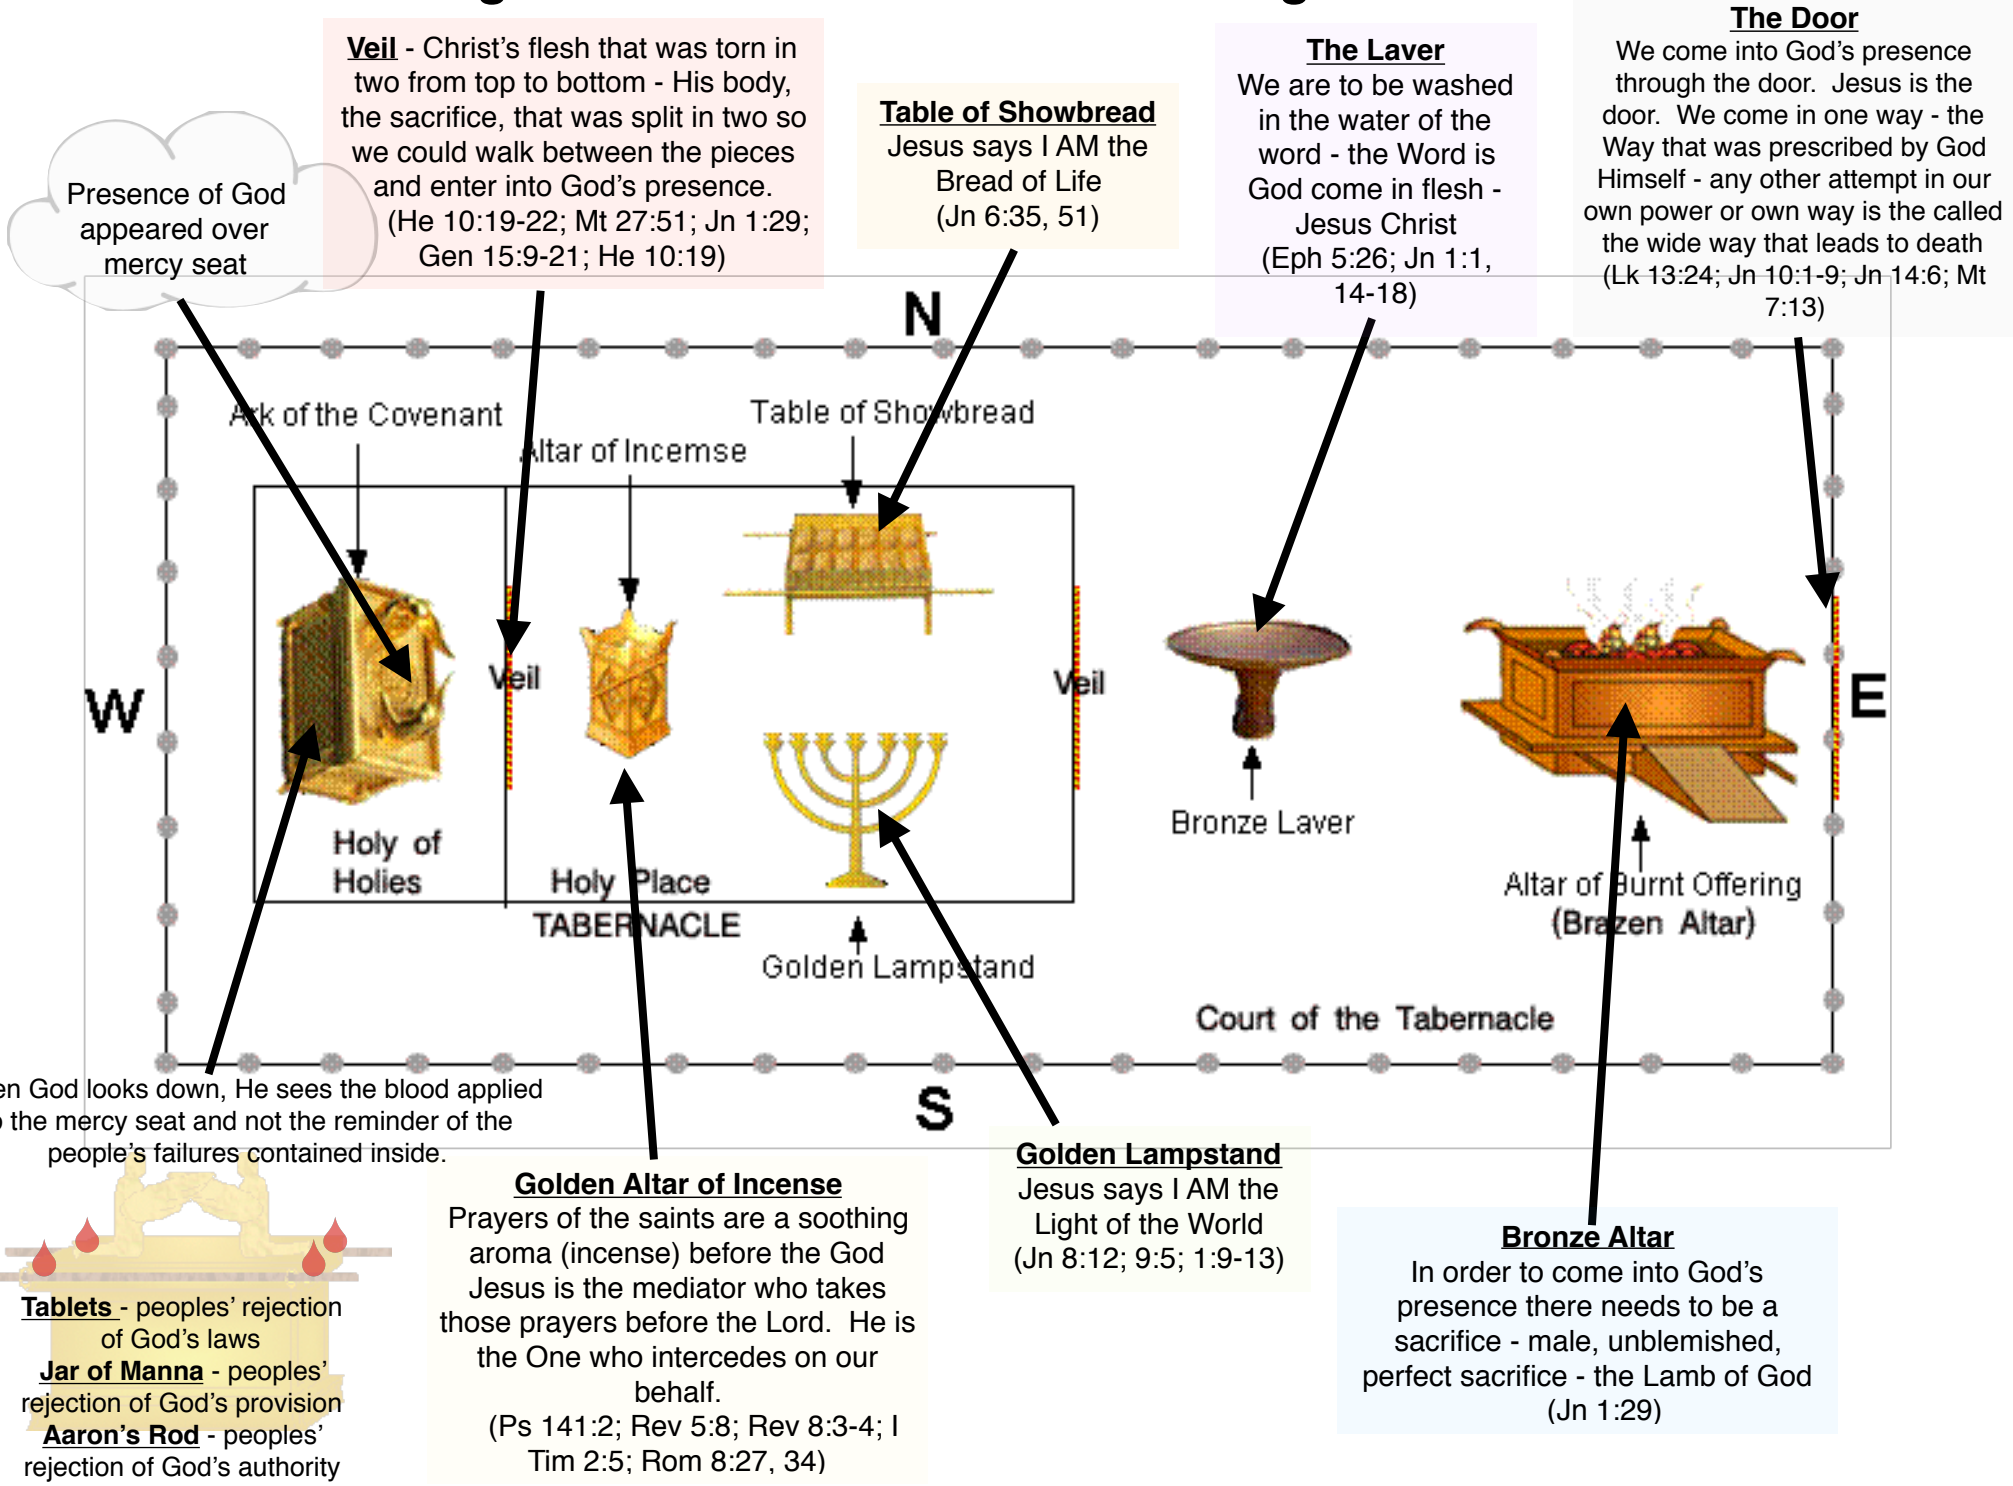 Veil - Christ's flesh that was torn in
two from top to bottom - His body,
the sacrifice, that was split in two so
we could walk between the pieces
and enter into God's presence.
(He 10:19-22; Mt 27:51; Jn 1:29;
Gen 15:9-21; He 10:19)
Presence of God
appeared over
mercy seat
Table of Showbread
Jesus says I AM the
Bread of Life
(Jn 6:35, 51)
The Laver
We are to be washed
in the water of the
word - the Word is
God come in flesh -
Jesus Christ
(Eph 5:26; Jn 1:1,
14-18)
The Door
We come into God's presence
through the door.  Jesus is the
door.  We come in one way - the
Way that was prescribed by God
Himself - any other attempt in our
own power or own way is the called
the wide way that leads to death
(Lk 13:24; Jn 10:1-9; Jn 14:6; Mt
7:13)
N
Ark of the Covenant
Altar of Incemse
Table of Showbread
W
Veil
Veil
E
Holy of
Holies
Holy Place
TABERNACLE
Golden Lampstand
Bronze Laver
Altar of Burnt Offering
(Brazen Altar)
Court of the Tabernacle
S
God looks down, He sees the blood applied
the mercy seat and not the reminder of the
people's failures contained inside.
Tablets - peoples' rejection
of God's laws
Jar of Manna - peoples'
rejection of God's provision
Aaron's Rod - peoples'
rejection of God's authority
Golden Altar of Incense
Prayers of the saints are a soothing
aroma (incense) before the God
Jesus is the mediator who takes
those prayers before the Lord.  He is
the One who intercedes on our
behalf.
(Ps 141:2; Rev 5:8; Rev 8:3-4; I
Tim 2:5; Rom 8:27, 34)
Golden Lampstand
Jesus says I AM the
Light of the World
(Jn 8:12; 9:5; 1:9-13)
Bronze Altar
In order to come into God's
presence there needs to be a
sacrifice - male, unblemished,
perfect sacrifice - the Lamb of God
(Jn 1:29)